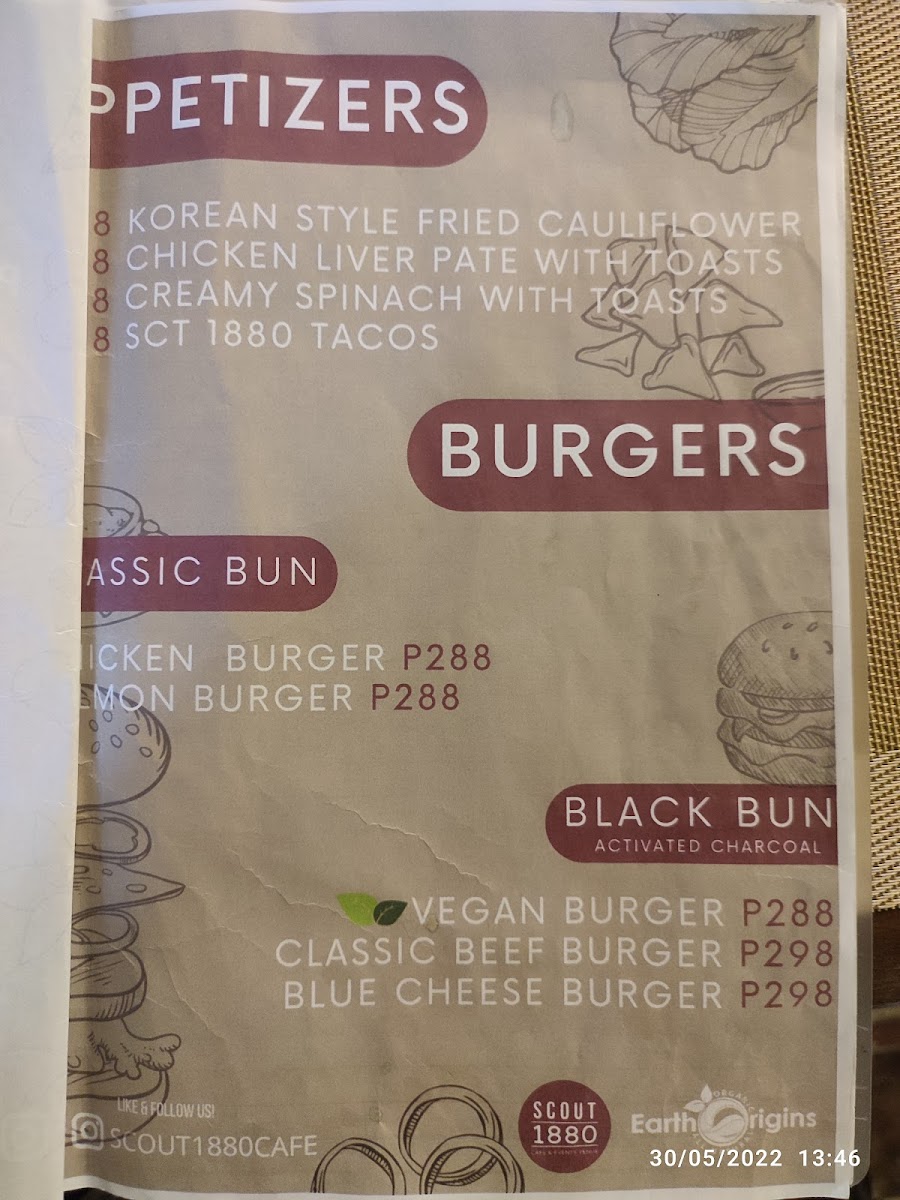 PPETIZERS
8 KOREAN STYLE FRIED CAULIFLOWER
8 CHICKEN LIVER PATE WITH TOASTS
8 CREAMY SPINACH WITH TOASTS
8 SCT 1880 TACOS
BURGERS
ASSIC BUN
ICKEN BURGER P288
MON BURGER P288
BLACK BUN
ACTIVATED CHARCOAL
VEGAN BURGER P288
CLASSIC BEEF BURGER P298
BLUE CHEESE BURGER P298
LIKE & FOLLOW US!
SCOUT1880CAFE
SCOUT
1880
ORGANIC
Earth Origins
30/05/2022 13:46